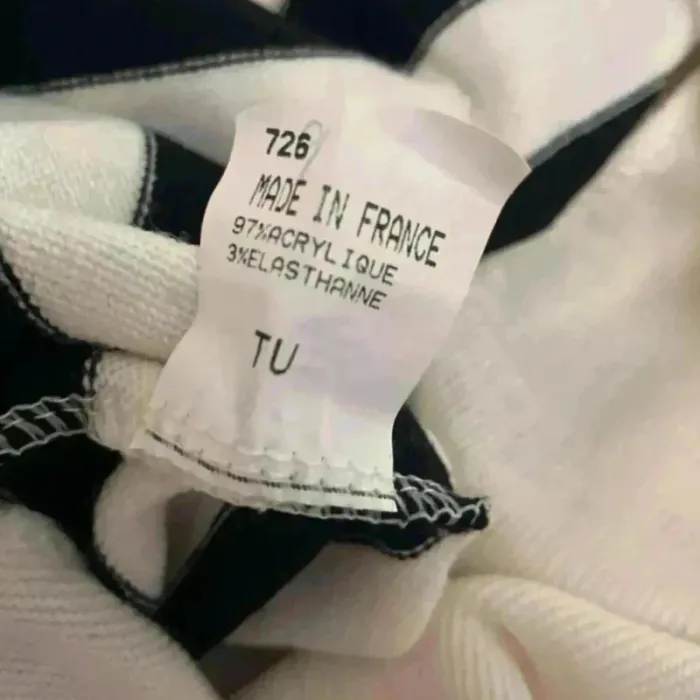 726
MADE IN FRANCE
97%ACRYLIQUE
3%ELASTHANNE
TU